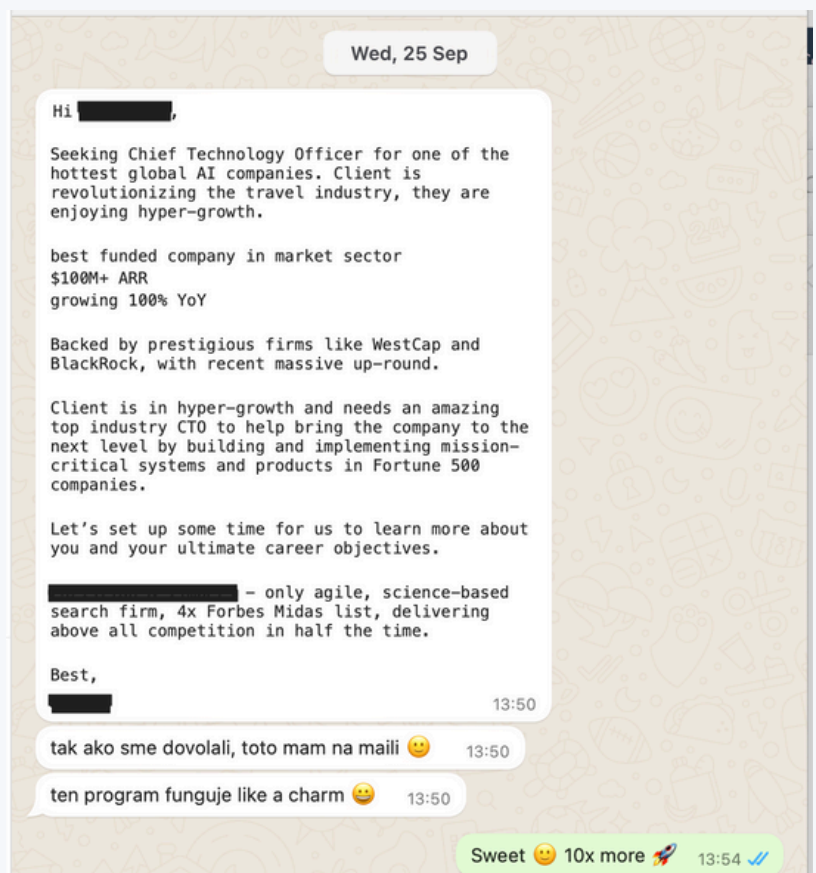 Wed, 25 Sep
Hi ,
Seeking Chief Technology Officer for one of the
hottest global AI companies. Client is
revolutionizing the travel industry, they are
enjoying hyper-growth.
best funded company in market sector
$100M+ ARR
growing 100% YoY
Backed by prestigious firms like WestCap and
BlackRock, with recent massive up-round.
Client is in hyper-growth and needs an amazing
top industry CTO to help bring the company to the
next level by building and implementing mission-
critical systems and products in Fortune 500
companies.
Let’s set up some time for us to learn more about
you and your ultimate career objectives.
– only agile, science-based
search firm, 4x Forbes Midas list, delivering
above all competition in half the time.
Best,
13:50
tak ako sme dovolali, toto mam na maili 🙂 13:50
ten program funguje like a charm 😀 13:50
Sweet 🙂 10x more 🚀 13:54